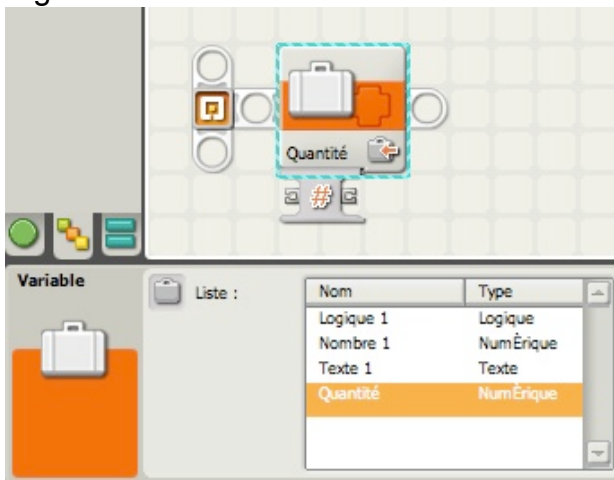 Quantité
#
Variable
Liste :
Nom Type
Logique 1 Logique
Nombre 1 NumÈrique
Texte 1 Texte
Quantité NumÈrique